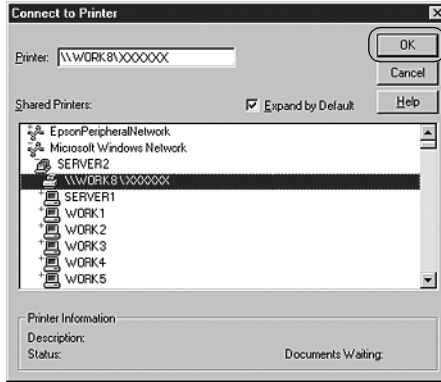 Connect to Printer
Printer: \\WORK8\XXXXXX
OK
Cancel
Shared Printers:
Expand by Default
Help
EpsonPeripheralNetwork
Microsoft Windows Network
SERVER2
\\WORK8\XXXXXX
SERVER1
WORK1
WORK2
WORK3
WORK4
WORK5
Printer Information
Description:
Status:
Documents Waiting: